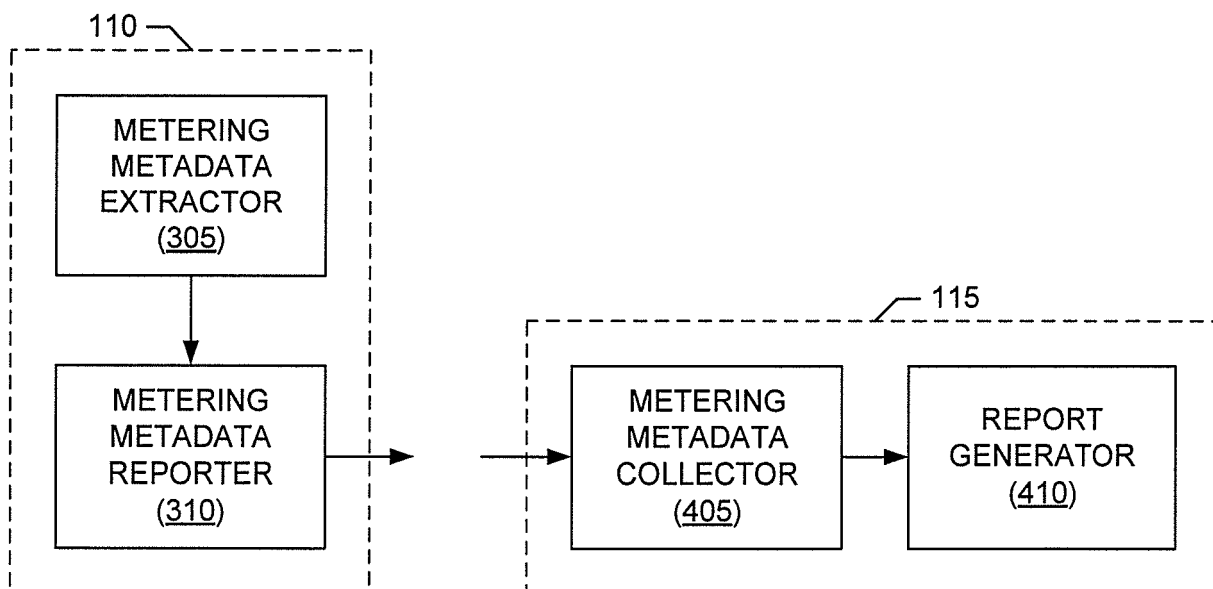 110
METERING
METADATA
EXTRACTOR
(305)
METERING
METADATA
REPORTER
(310)
115
METERING
METADATA
COLLECTOR
(405)
REPORT
GENERATOR
(410)